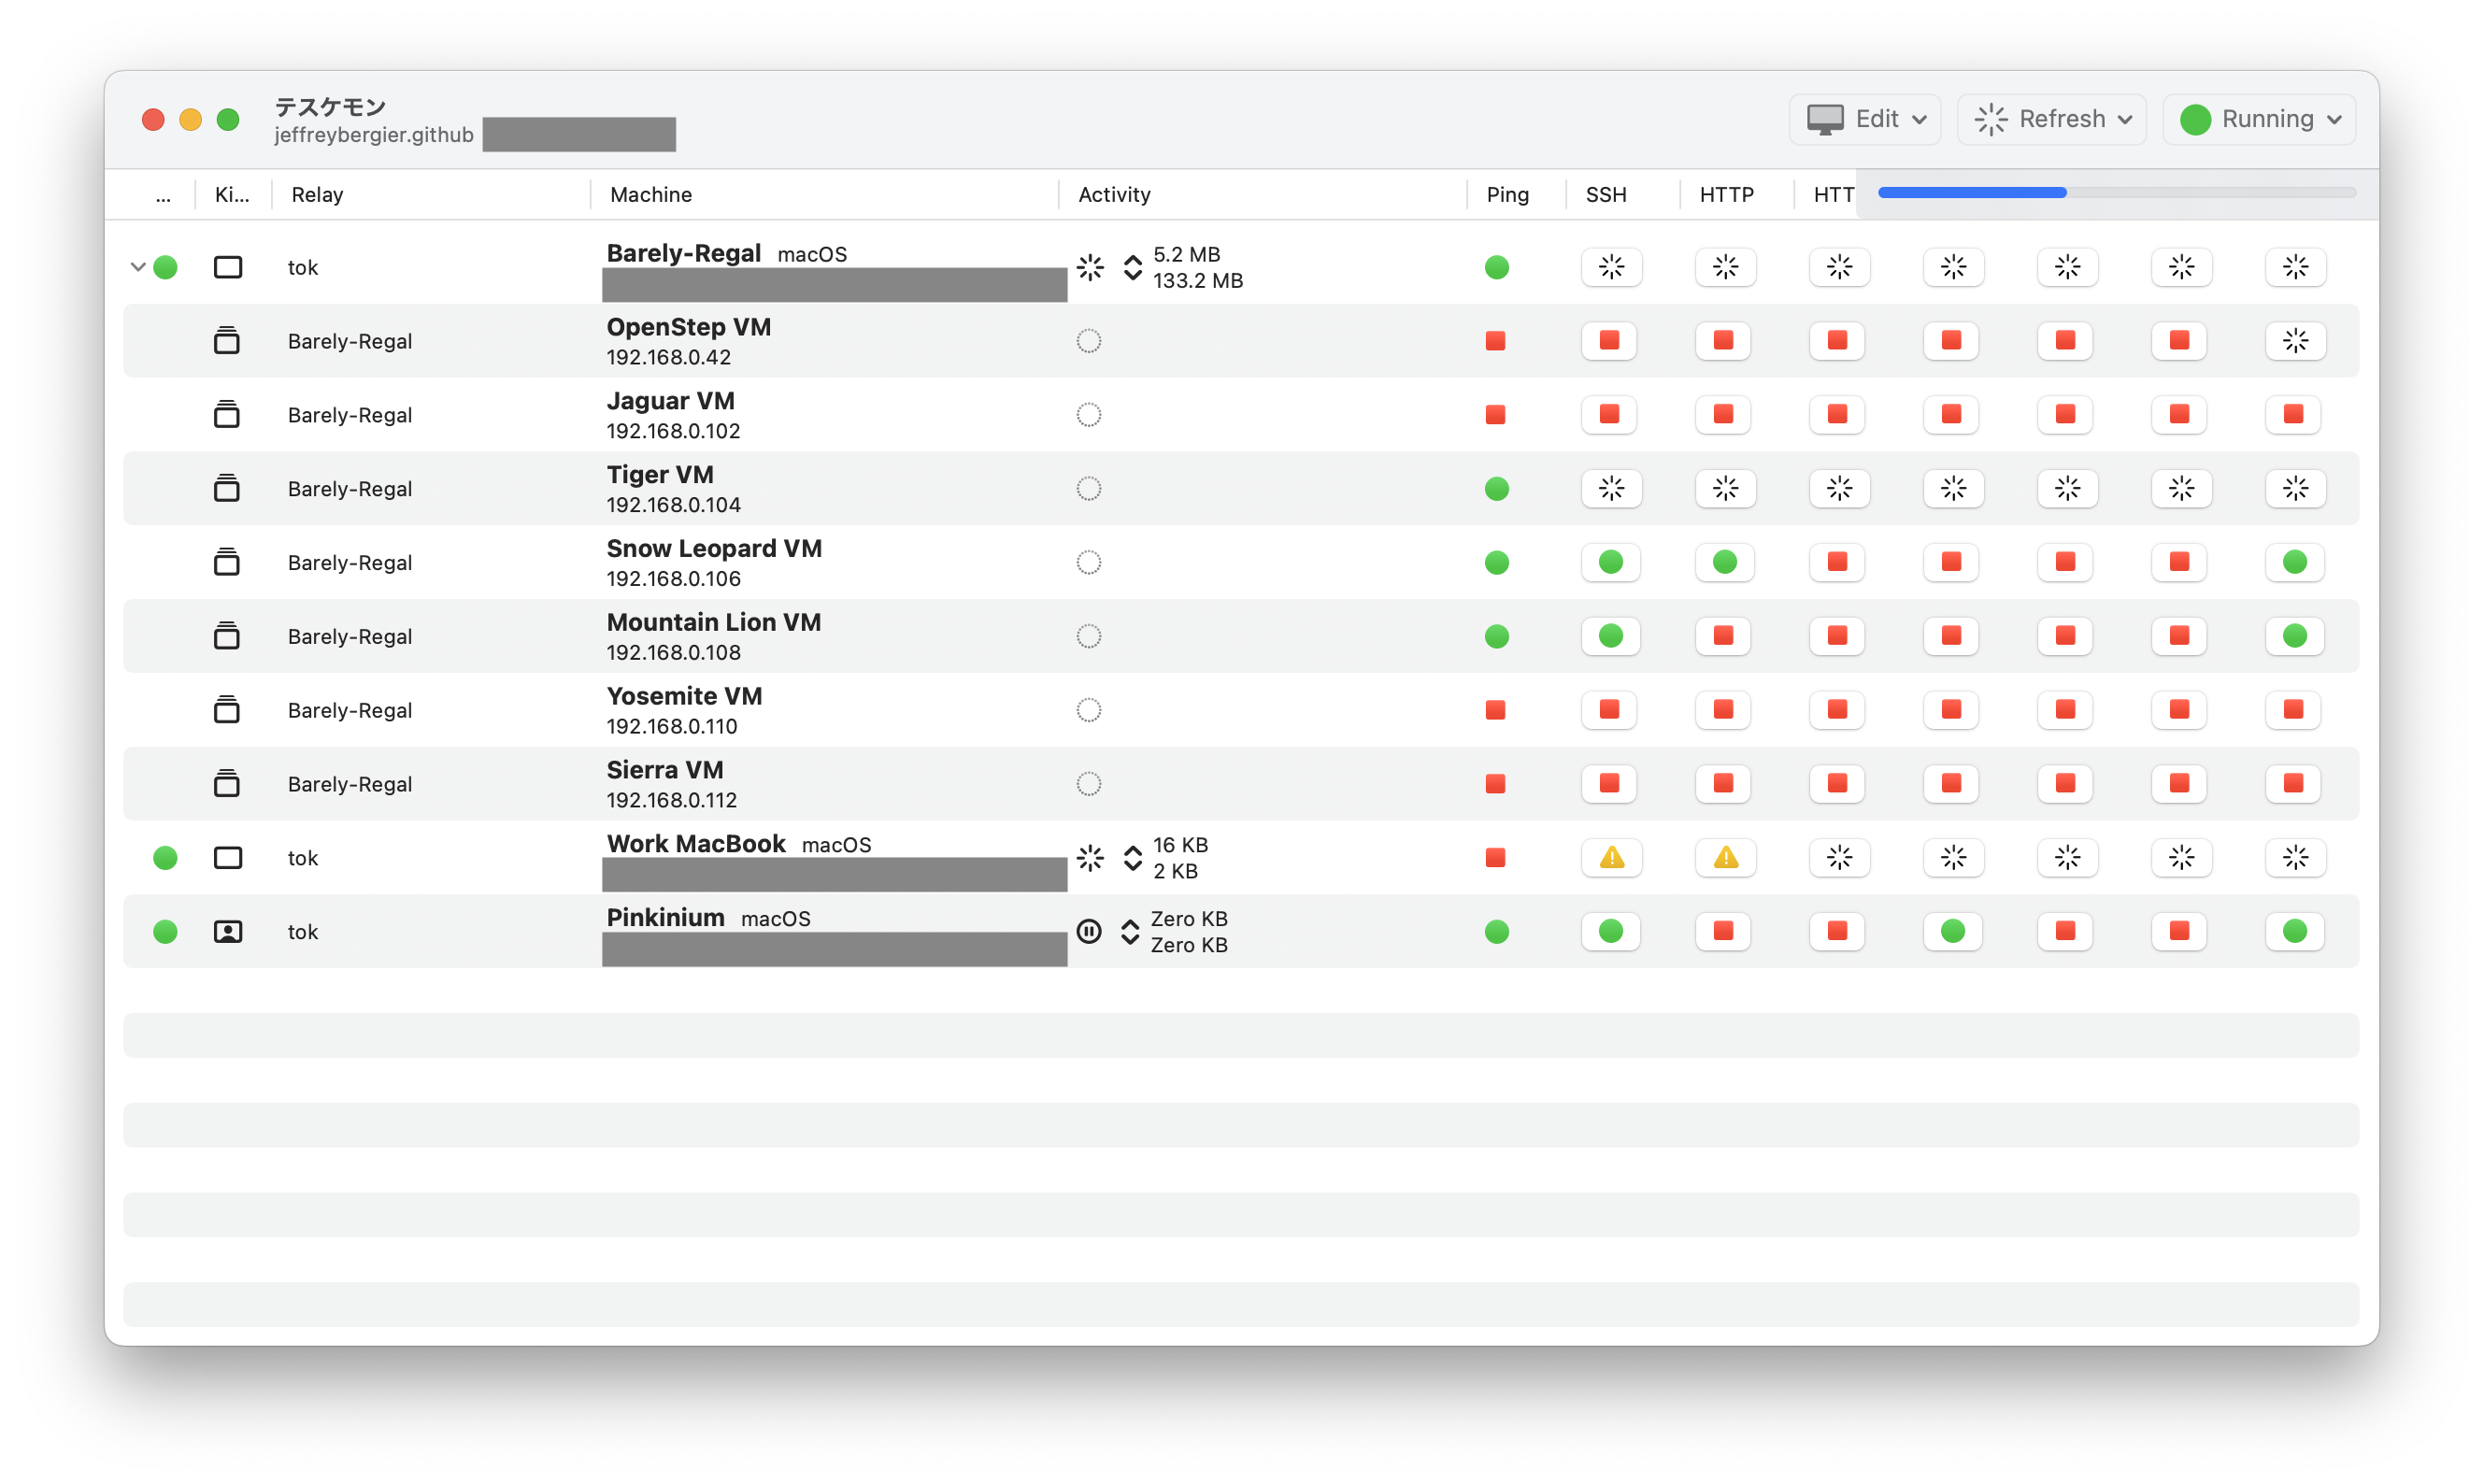 テスケモン
jeffreybergier.github
Edit
Refresh
Running
... Ki... Relay Machine Activity Ping SSH HTTP HTT
tok
Barely-Regal macOS
5.2 MB
133.2 MB
Barely-Regal
OpenStep VM
192.168.0.42
Barely-Regal
Jaguar VM
192.168.0.102
Barely-Regal
Tiger VM
192.168.0.104
Barely-Regal
Snow Leopard VM
192.168.0.106
Barely-Regal
Mountain Lion VM
192.168.0.108
Barely-Regal
Yosemite VM
192.168.0.110
Barely-Regal
Sierra VM
192.168.0.112
tok
Work MacBook macOS
16 KB
2 KB
tok
Pinkinium macOS
Zero KB
Zero KB